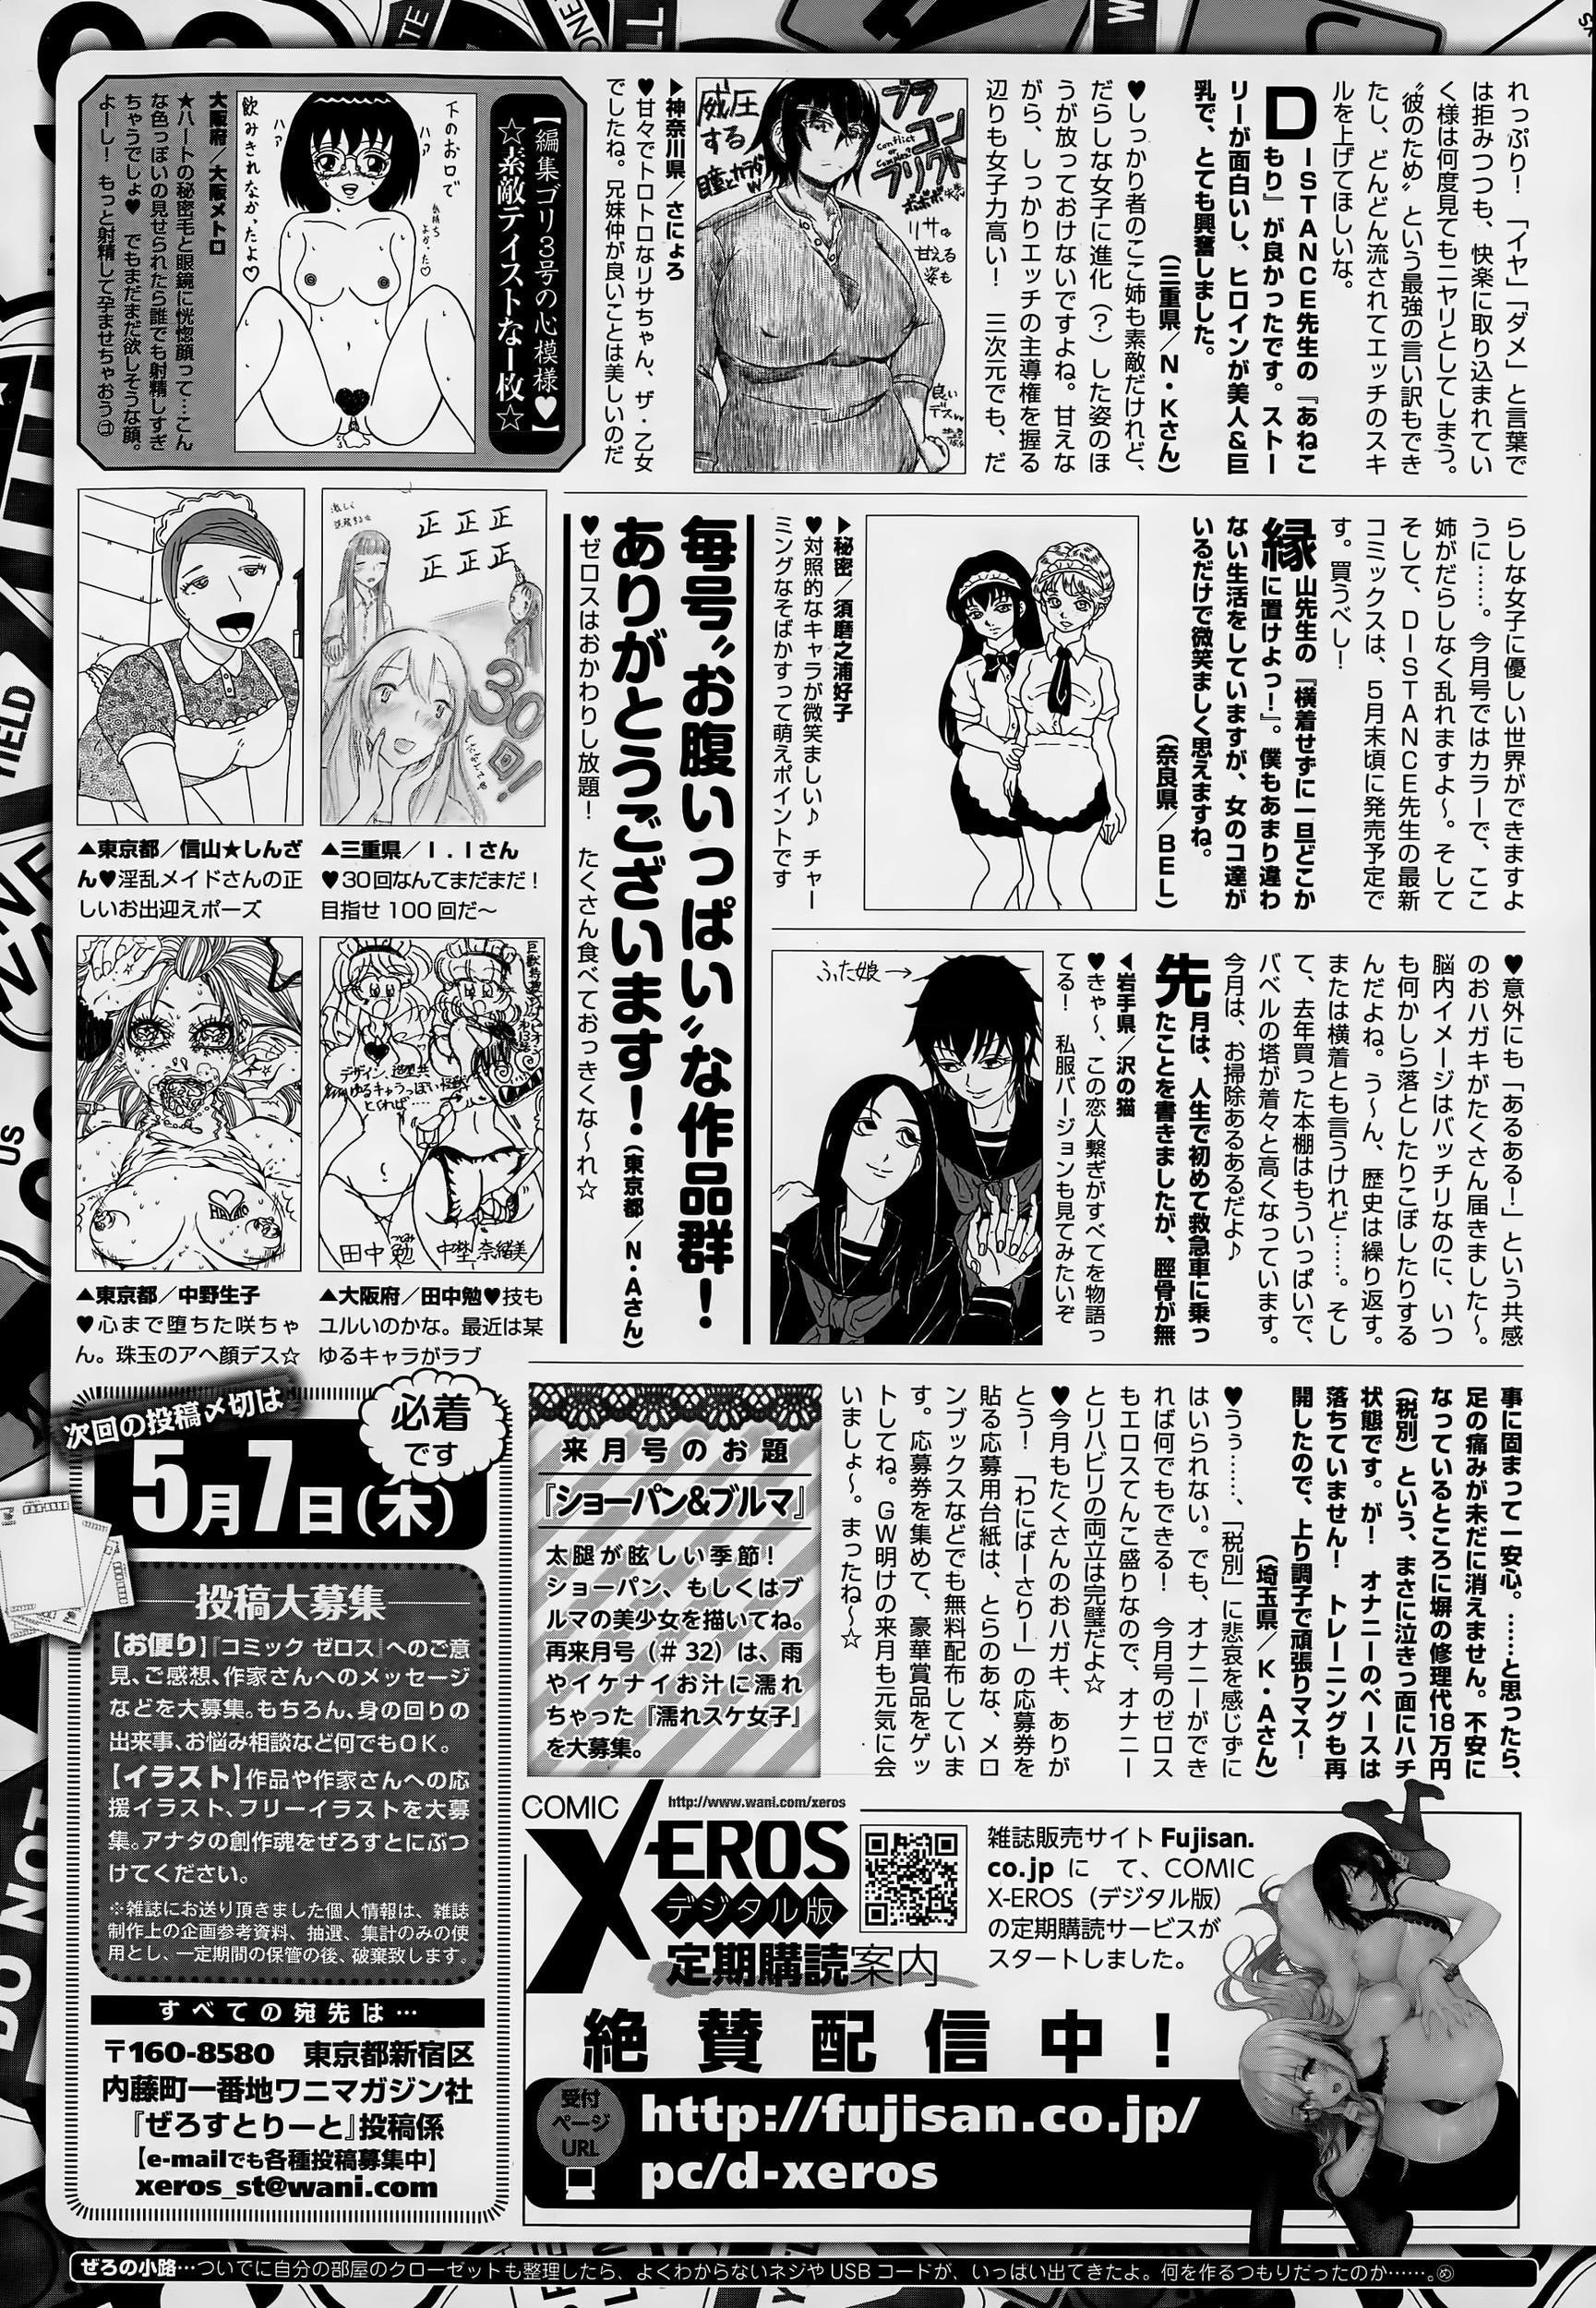 れっぷり！　「イヤ」「ダメ」と言葉で
は拒みつつも、快楽に取り込まれてい
く様は何度見てもニヤリとしてしまう。
〝彼のため〟という最強の言い訳もでき
たし、どんどん流されてエッチのスキ
ルを上げてほしいな。
DISTANCE先生の『あねこ
もり』が良かったです。ストー
リーが面白いし、ヒロインが美人&巨
乳で、とても興奮しました。
（三重県／N・Kさん）
♥しっかり者のここ姉も素敵だけれど、
だらしな女子に進化（？）した姿のほ
うが放っておけないですよね。甘えな
がら、しっかりエッチの主導権を握る
辺りも女子力高い！　三次元でも、だ
ブラコン
コンフリクト
Conflict
or
Complex?
威圧
する
リサの
甘える
姿も
良い
デスw
▶神奈川県／さにょろ
♥甘々でトロトロなリサちゃん、ザ・乙女
でしたね。兄妹仲が良いことは美しいのだ
【編集ゴリ3号の心模様♥】
☆素敵テイストな一枚☆
下のお口で
ハァ
ハァ
飲みきれなかったよ♡
大阪府／大阪メトロ
★ハートの秘密毛と眼鏡に恍惚顔って…こん
な色っぽいの見せられたら誰でも射精しすぎ
ちゃうでしょ♥　でもまだまだ欲しそうな顔。
よーし！　もっと射精して孕ませちゃおう㋙
らしな女子に優しい世界ができますよ
うに……。今月号ではカラーで、ここ
姉がだらしなく乱れますよ〜。そして
そして、DISTANCE先生の最新
コミックスは、5月末頃に発売予定で
す。買うべし！
縁山先生の『横着せずに一旦どこか
に置けよっ！』。僕もあまり違わ
ない生活をしていますが、女のコ達が
いるだけで微笑ましく思えますね。
（奈良県／BEL）
▶秘密／須磨之浦好子
♥対照的なキャラが微笑ましい♪　チャー
ミングなそばかすって萌えポイントです
毎号〝お腹いっぱい〟な作品群！
ありがとうございます！（東京都／N・Aさん）
♥ゼロスはおかわりし放題！　たくさん食べておっきくな〜れ☆
正正正
正正正
30回！
▲三重県／I.Iさん
♥30回なんてまだまだ！
目指せ100回だ〜
▲東京都／信山★しんざ
ん♥淫乱メイドさんの正
しいお出迎えポーズ
デザイン、造型共
ゆるキャラっぽい怪獣
とくれば……
田中勉
中埜奈緒美
▲大阪府／田中勉♥技も
ユルいのかな。最近は某
ゆるキャラがラブ
▲東京都／中野生子
♥心まで堕ちた咲ちゃ
ん。珠玉のアヘ顔デス☆
♥意外にも「あるある！」という共感
のおハガキがたくさん届きました〜。
脳内イメージはバッチリなのに、いつ
も何かしら落としたりこぼしたりする
んだよね。う〜ん、歴史は繰り返す。
または横着とも言うけれど……。そし
て、去年買った本棚はもういっぱいで、
バベルの塔が着々と高くなっています。
今月は、お掃除あるあるだよ♪
先月は、人生で初めて救急車に乗っ
たことを書きましたが、脛骨が無
◀岩手県／沢の猫
♥きゃ〜、この恋人繋ぎがすべてを物語っ
てる！　私服バージョンも見てみたいぞ
ふた娘→
事に固まって一安心。……と思ったら、
足の痛みが未だに消えません。不安に
なっているところに塀の修理代18万円
（税別）という、まさに泣きっ面にハチ
状態です。が！　オナニーのペースは
落ちていません！　トレーニングも再
開したので、上り調子で頑張りマス！
（埼玉県／K・Aさん）
♥うぅ……、「税別」に悲哀を感じずに
はいられない。でも、オナニーができ
れば何でもできる！　今月号のゼロス
もエロスてんこ盛りなので、オナニー
とリハビリの両立は完璧だよ☆
♥今月もたくさんのおハガキ、ありが
とう！　「わにばーさりー」の応募券を
貼る応募用台紙は、とらのあな、メロ
ンブックスなどでも無料配布していま
す。応募券を集めて、豪華賞品をゲッ
トしてね。GW明けの来月も元気に会
いましょ〜。まったね〜☆
来月号のお題
『ショーパン&ブルマ』
太腿が眩しい季節！
ショーパン、もしくはブ
ルマの美少女を描いてね。
再来月号（＃32）は、雨
やイケナイお汁に濡れ
ちゃった『濡れスケ女子』
を大募集。
次回の投稿〆切は
必着
です
5月7日（木）
投稿大募集
【お便り】『コミック ゼロス』へのご意
見、ご感想、作家さんへのメッセージ
などを大募集。もちろん、身の回りの
出来事、お悩み相談など何でもOK。
【イラスト】作品や作家さんへの応
援イラスト、フリーイラストを大募
集。アナタの創作魂をぜろすとにぶつ
けてください。
※雑誌にお送り頂きました個人情報は、雑誌
制作上の企画参考資料、抽選、集計のみの使
用とし、一定期間の保管の後、破棄致します。
すべての宛先は…
〒160-8580　東京都新宿区
内藤町一番地ワニマガジン社
『ぜろすとりーと』投稿係
【e-mailでも各種投稿募集中】
xeros_st@wani.com
COMIC
http://www.wani.com/xeros
X-EROS
デジタル版
定期購読案内
雑誌販売サイト Fujisan.
co.jp にて、COMIC
X-EROS（デジタル版）
の定期購読サービスが
スタートしました。
絶賛配信中！
受付
ページ
URL
http://fujisan.co.jp/
pc/d-xeros
ぜろの小路…ついでに自分の部屋のクローゼットも整理したら、よくわからないネジやUSBコードが、いっぱい出てきたよ。何を作るつもりだったのか……。㋱
DO NOT
US